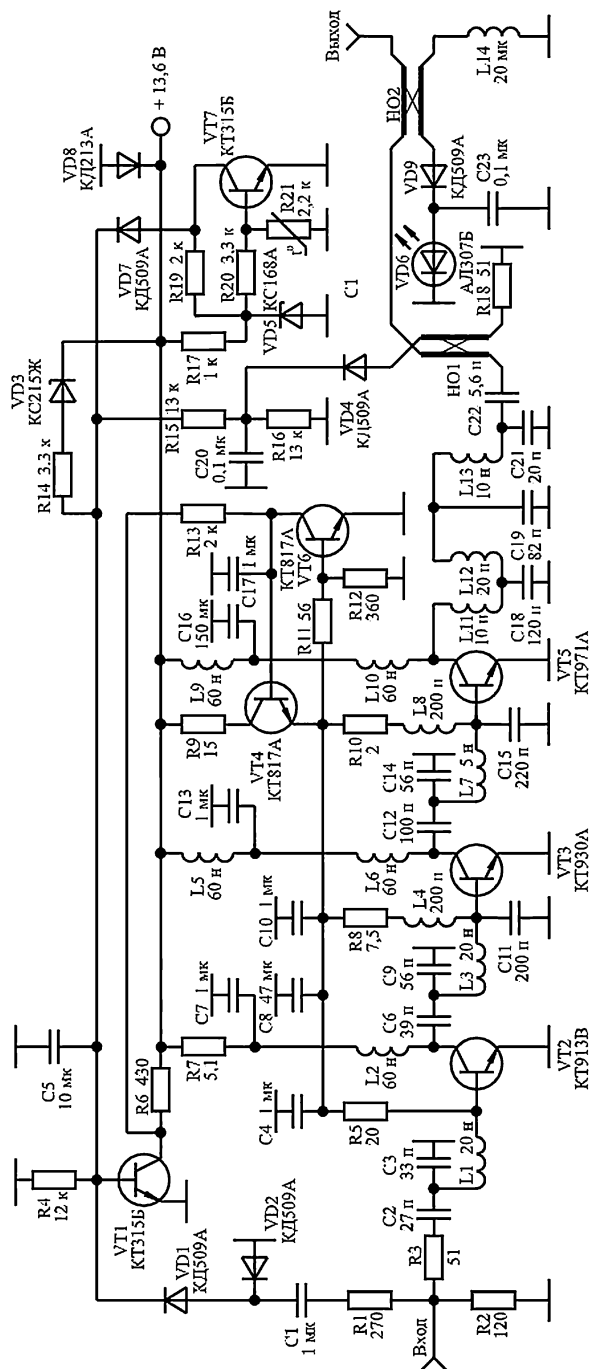 Выход
L14
20 мк
НО2
+ 13,6 В
VD8
КД213А
VT7
КТ315Б
VD9
КД509А
C23
0,1 мк
VD7
КД509А
R21
2,2 к
t°
R19 2 к
R20 3,3 к
VD5 КС168А
С1
VD6
АЛ307Б
R18 51
R17
1 к
VD3
КС215Ж
VD4
КД509А
НО1
5,6 п
C22
R15
13 к
R14 3,3 к
R16
13 к
C20
0,1 мк
C21
20 п
L13
10 н
R13
2 к
КТ817А
VT6
C19
82 п
C17
1 мк
R12
360
L12
20 п
C16
150 мк
R11 56
L11
10 п
C18
120 п
L9
60 н
L10
60 н
VT5
КТ971А
R9
15
VT4
КТ817А
R10
2
L8
200 п
C14
56 п
L7 5 н
C15
220 п
C13
1 мк
C12
100 п
L5
60 н
L6
60 н
VT3
КТ930А
C10 1 мк
R8
7,5
L4
200 п
C7 1 мк
C8 47 мк
C9
56 п
L3 20 н
C11
200 п
C6
39 п
R7
5,1
L2
60 н
VT2
КТ913В
C5
10 мк
R6 430
C4 1 мк
R5
20
C3
33 п
L1 20 н
R4
12 к
VT1
КТ315Б
VD2
КД509А
C2
27 п
VD1
КД509А
R3
51
С1
1 мк
R1
270
R2
120
Вход